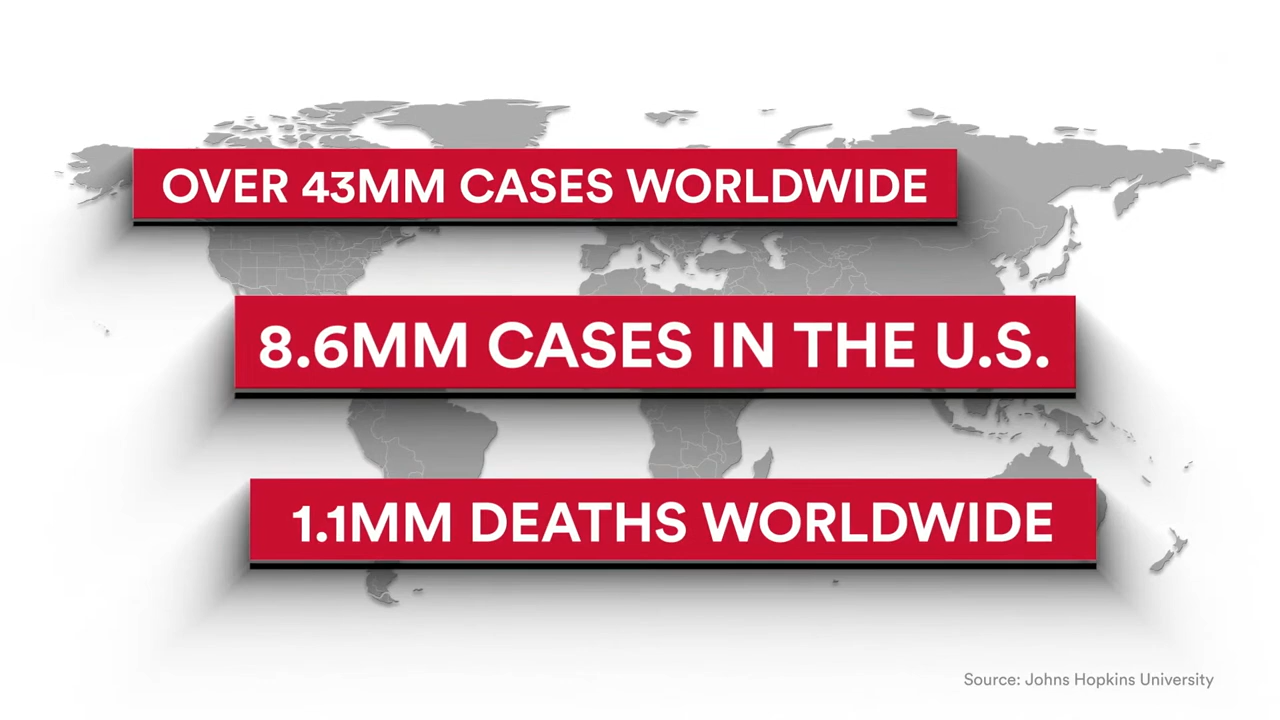 OVER 43MM CASES WORLDWIDE
8.6MM CASES IN THE U.S.
1.1MM DEATHS WORLDWIDE
Source: Johns Hopkins University